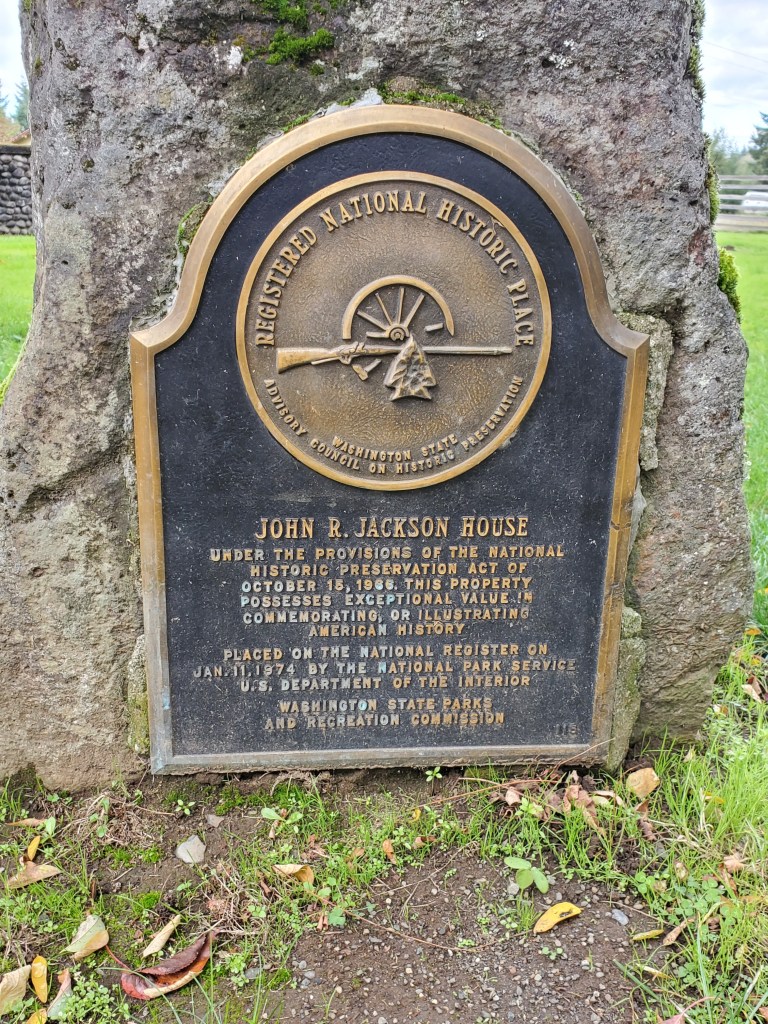 REGISTERED NATIONAL HISTORIC PLACE
WASHINGTON STATE
ADVISORY COUNCIL ON HISTORIC PRESERVATION
JOHN R. JACKSON HOUSE
UNDER THE PROVISIONS OF THE NATIONAL
HISTORIC PRESERVATION ACT OF
OCTOBER 15, 1966. THIS PROPERTY
POSSESSES EXCEPTIONAL VALUE IN
COMMEMORATING, OR ILLUSTRATING
AMERICAN HISTORY
PLACED ON THE NATIONAL REGISTER ON
JAN. 11, 1974 BY THE NATIONAL PARK SERVICE
U.S. DEPARTMENT OF THE INTERIOR
WASHINGTON STATE PARKS
AND RECREATION COMMISSION